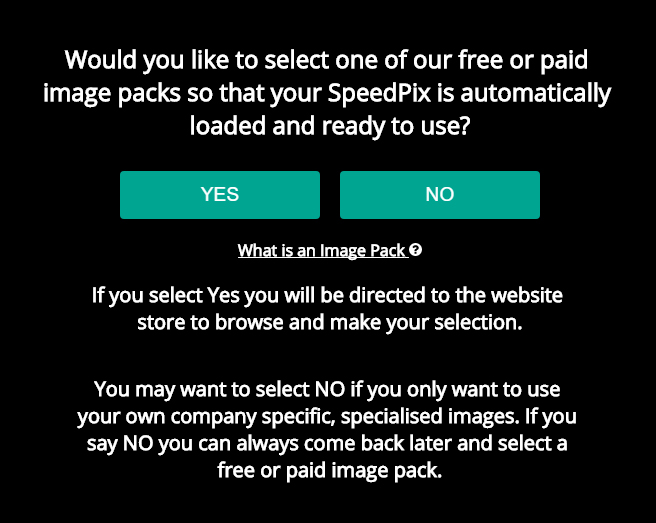 Would you like to select one of our free or paid
image packs so that your SpeedPix is automatically
loaded and ready to use?
YES
NO
What is an Image Pack ?
If you select Yes you will be directed to the website
store to browse and make your selection.
You may want to select NO if you only want to use
your own company specific, specialised images. If you
say NO you can always come back later and select a
free or paid image pack.